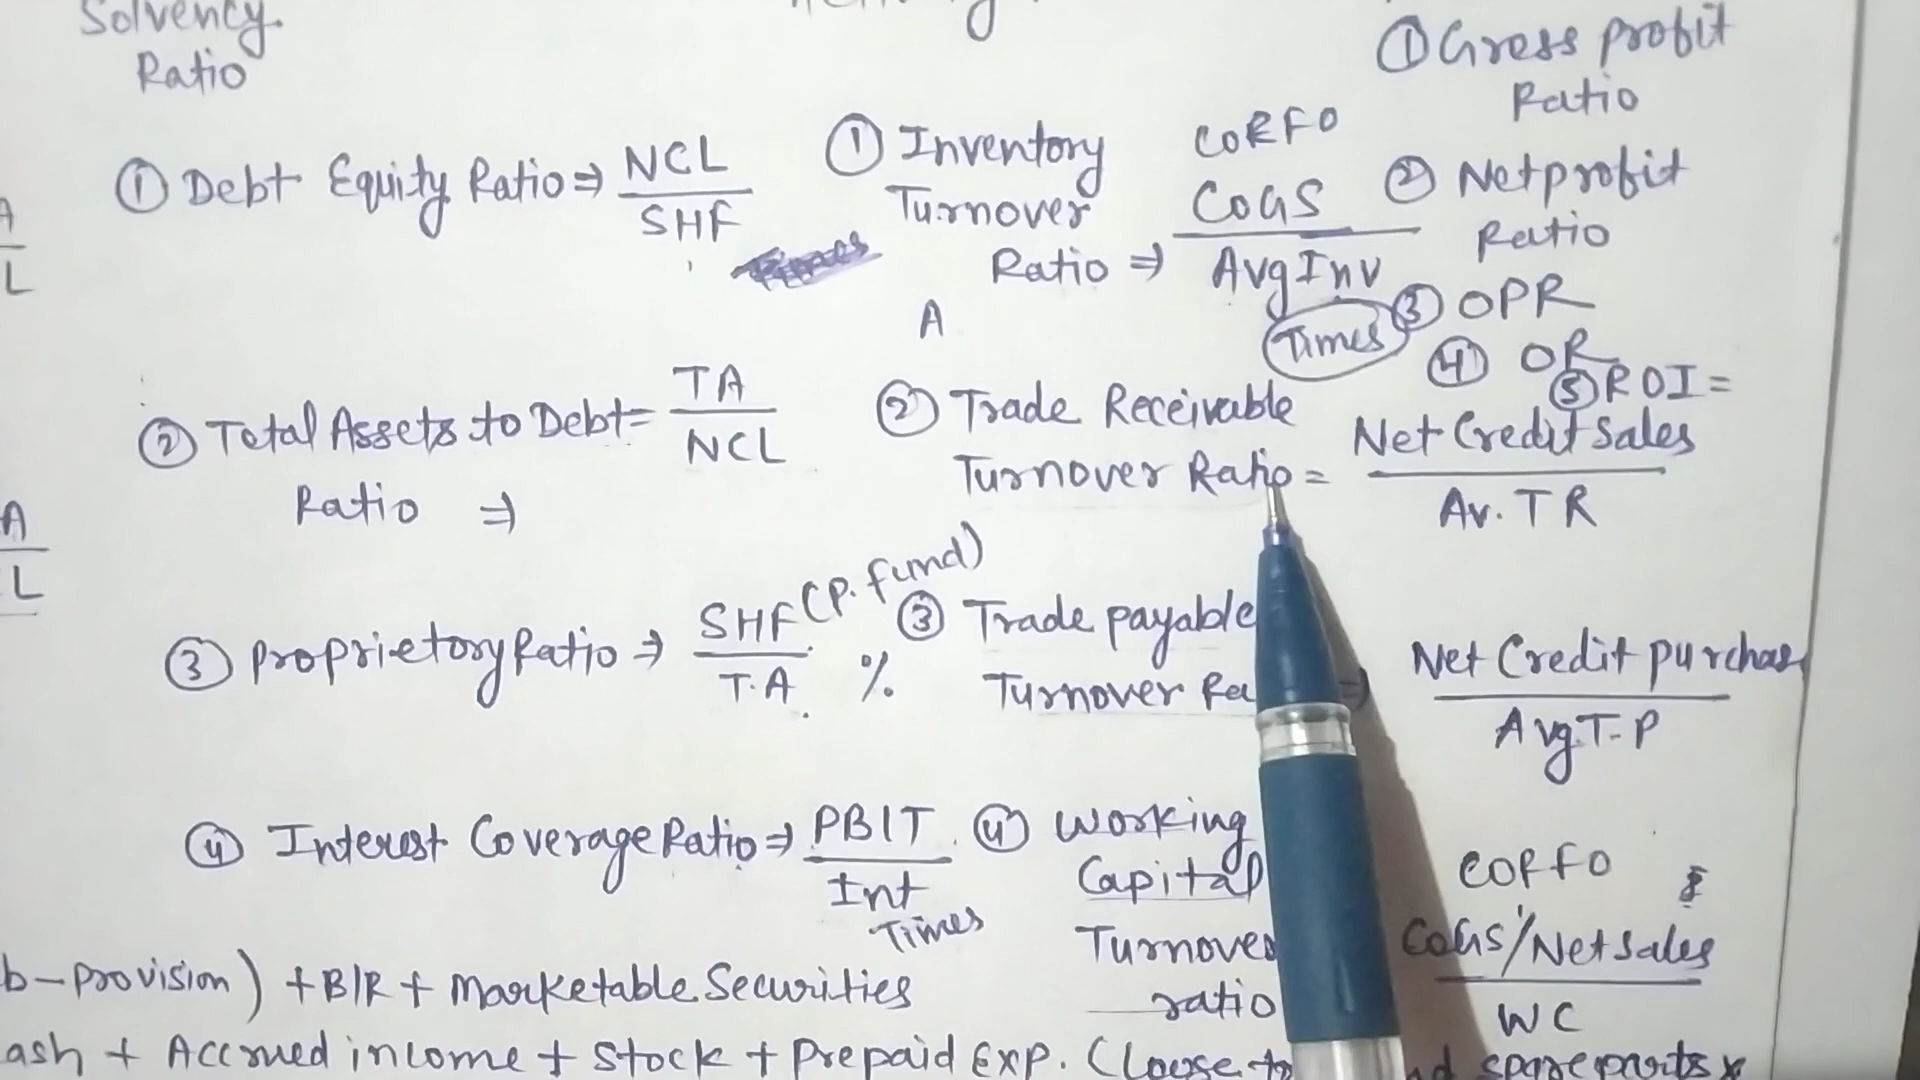 Solvency
Ratio
① Debt Equity Ratio ⇒ NCL
SHF
② Total Assets to Debt = TA
Ratio ⇒ NCL
③ Proprietory Ratio ⇒ SHF (P. fund)
T.A %
④ Interest Coverage Ratio ⇒ PBIT
Int
Times
① Inventory
Turnover
Ratio ⇒
CORFO
COGS
Avg Inv
Times
A
② Trade Receivable
Turnover Ratio =
Net Credit Sales
Av. T R
③ Trade payable
Turnover Ra
Net Credit purchas
Avg T-P
④ Working
Capital
Turnover
ratio
CORFO
COGS/Net sales
WC
① Gross profit
Ratio
② Net profit
Ratio
③ OPR
④ OR
⑤ ROI =
A
L
A
L
b-provision) + B/R + Marketable Securities
ash + Accrued income + Stock + Prepaid Exp. (Loose to spare parts x